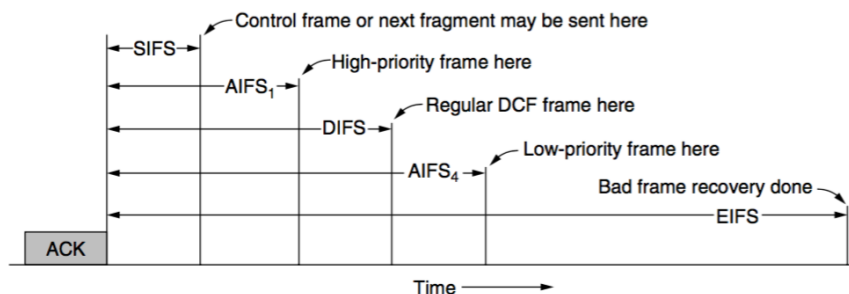 Control frame or next fragment may be sent here
SIFS
High-priority frame here
AIFS₁
Regular DCF frame here
DIFS
Low-priority frame here
AIFS₄
Bad frame recovery done
EIFS
ACK
Time